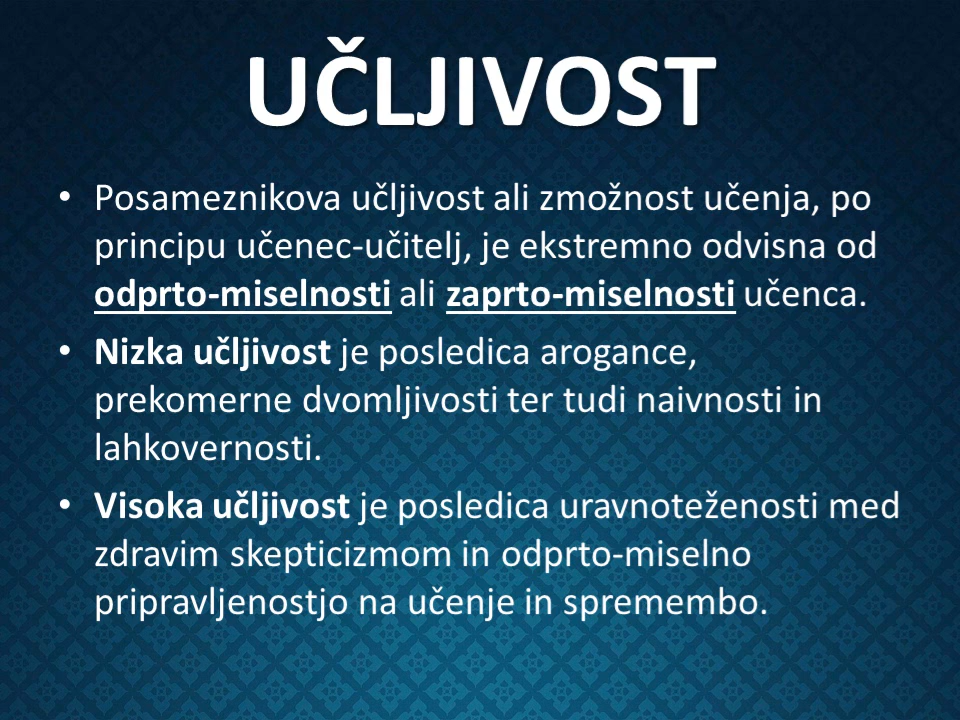 UČLJIVOST
• Posameznikova učljivost ali zmožnost učenja, po
principu učenec-učitelj, je ekstremno odvisna od
odprto-miselnosti ali zaprto-miselnosti učenca.
• Nizka učljivost je posledica arogance,
prekomerne dvomljivosti ter tudi naivnosti in
lahkovernosti.
• Visoka učljivost je posledica uravnoteženosti med
zdravim skepticizmom in odprto-miselno
pripravljenostjo na učenje in spremembo.